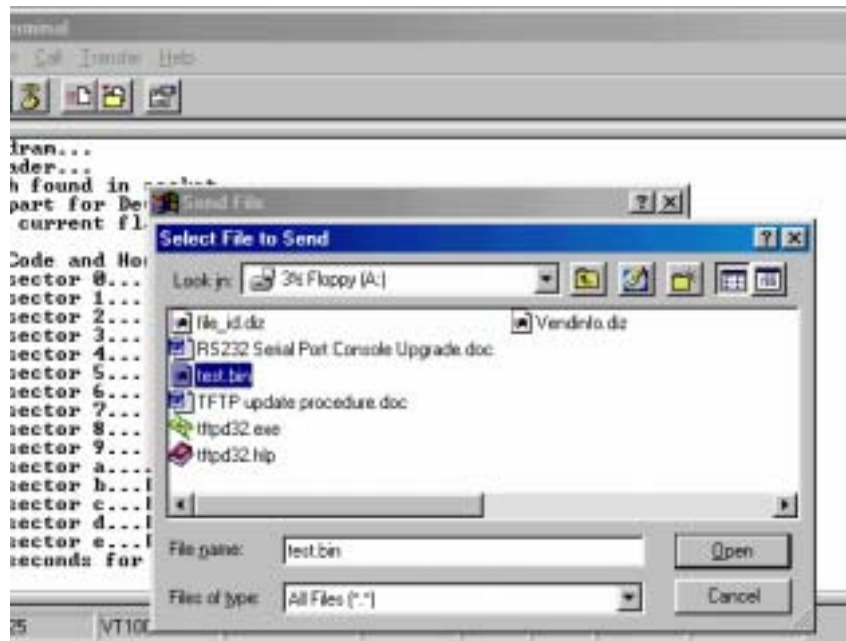 Call Transfer Help
dram...
ader...
h found in socket
part for De
current fl
Send File
Select File to Send
Code and Ho
Look in: 3½ Floppy (A:)
sector 0...
sector 1...
sector 2...
sector 3...
sector 4...
sector 5...
sector 6...
sector 7...
sector 8...
sector 9...
sector a...
sector b...
sector c...
sector d...
sector e...
seconds for
file_id.diz
Vendinfo.diz
RS232 Serial Port Console Upgrade.doc
test.bin
TFTP update procedure.doc
tftpd32.exe
tftpd32.hlp
File name: test.bin
Open
Files of type: All Files (*.*)
Cancel
25 VT100